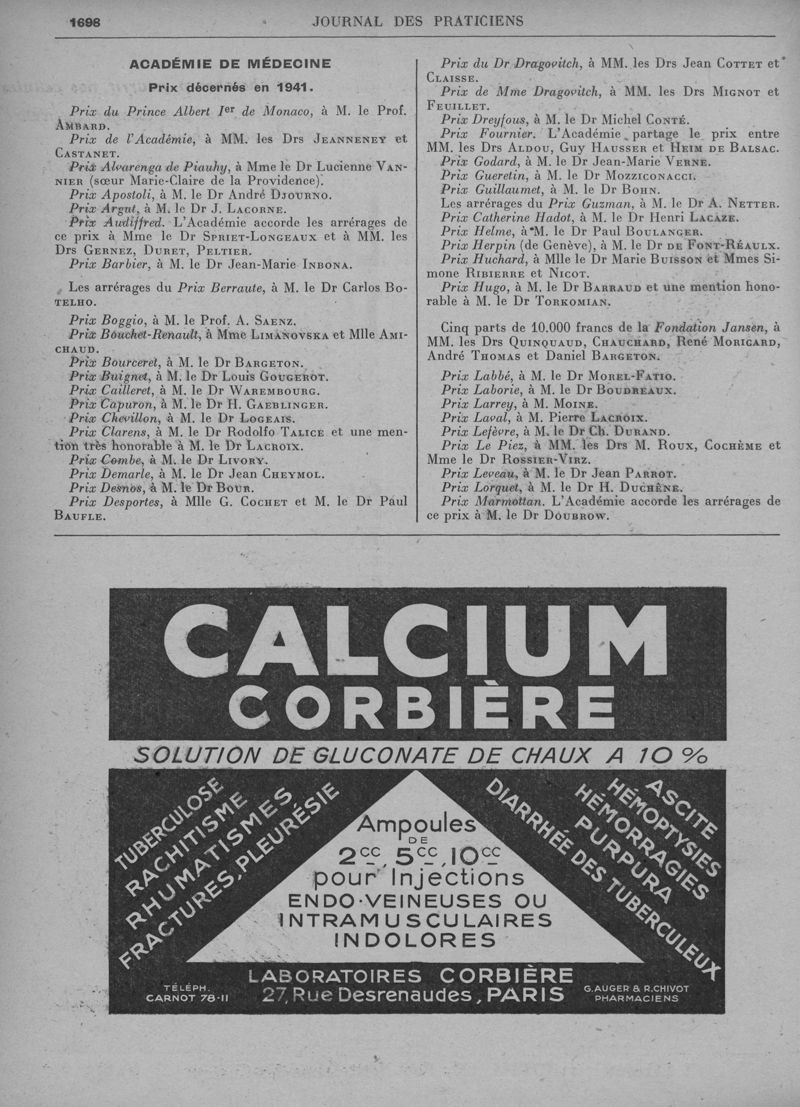 1698
JOURNAL DES PRATICIENS
ACADÉMIE DE MÉDECINE
Prix décernés en 1941.
Prix du Prince Albert Ier de Monaco, à M. le Prof.
AMBARD.
Prix de l'Académie, à MM. les Drs JEANNENEY et
CASTANET.
Prix Alvarenga de Piauhy, à Mme le Dr Lucienne VAN-
NIER (sœur Marie-Claire de la Providence).
Prix Apostoli, à M. le Dr André DJOURNO.
Prix Argut, à M. le Dr J. LACORNE.
Prix Audiffred. L'Académie accorde les arrérages de
ce prix à Mme le Dr SPRIET-LONGEAUX et à MM. les
Drs GERNEZ, DURET, PELTIER.
Prix Barbier, à M. le Dr Jean-Marie INBONA.
Les arrérages du Prix Berraute, à M. le Dr Carlos BO-
TELHO.
Prix Boggio, à M. le Prof. A. SAENZ.
Prix Bouchet-Renault, à Mme LIMANOVSKA et Mlle AMI-
CHAUD.
Prix Bourceret, à M. le Dr BARGETON.
Prix Buignet, à M. le Dr Louis GOUGEROT.
Prix Cailleret, à M. le Dr WAREMBOURG.
Prix Capuron, à M. le Dr H. GAEBLINGER.
Prix Chevillon, à M. le Dr LOGEAIS.
Prix Clarens, à M. le Dr Rodolfo TALICE et une men-
tion très honorable à M. le Dr LACROIX.
Prix Combe, à M. le Dr LIVORY.
Prix Demarle, à M. le Dr Jean CHEYMOL.
Prix Desnos, à M. le Dr BOUR.
Prix Desportes, à Mlle G. COCHET et M. le Dr Paul
BAUFLE.
Prix du Dr Dragovitch, à MM. les Drs Jean COTTET et
CLAISSE.
Prix de Mme Dragovitch, à MM. les Drs MIGNOT et
FEUILLET.
Prix Dreyfous, à M. le Dr Michel CONTÉ.
Prix Fournier. L'Académie partage le prix entre
MM. les Drs ALDOU, Guy HAUSSER et HEIM DE BALSAC.
Prix Godard, à M. le Dr Jean-Marie VERNE.
Prix Gueretin, à M. le Dr MOZZICONACCI.
Prix Guillaumet, à M. le Dr BOHN.
Les arrérages du Prix Guzman, à M. le Dr A. NETTER.
Prix Catherine Hadot, à M. le Dr Henri LACAZE.
Prix Helme, à M. le Dr Paul BOULANGER.
Prix Herpin (de Genève), à M. le Dr DE FONT-RÉAULX.
Prix Huchard, à Mlle le Dr Marie BUISSON et Mmes Si-
mone RIBIERRE et NICOT.
Prix Hugo, à M. le Dr BARRAUD et une mention hono-
rable à M. le Dr TORKOMIAN.
Cinq parts de 10.000 francs de la Fondation Jansen, à
MM. les Drs QUINQUAUD, CHAUCHARD, René MORICARD,
André THOMAS et Daniel BARGETON.
Prix Labbé, à M. le Dr MOREL-FATIO.
Prix Laborie, à M. le Dr BOUDREAUX.
Prix Larrey, à M. MOINE.
Prix Laval, à M. Pierre LACROIX.
Prix Lefèvre, à M. le Dr Ch. DURAND.
Prix Le Piez, à MM. les Drs M. ROUX, COCHÈME et
Mme le Dr ROSSIER-VIRZ.
Prix Leveau, à M. le Dr Jean PARROT.
Prix Lorquet, à M. le Dr H. DUCHÊNE.
Prix Marmottan. L'Académie accorde les arrérages de
ce prix à M. le Dr DOUBROW.
CALCIUM
CORBIÈRE
SOLUTION DE GLUCONATE DE CHAUX A 10 %
TUBERCULOSE
RACHITISME
RHUMATISMES,
FRACTURES, PLEURÉSIE
Ampoules
DE
2cc, 5cc, 10cc
pour Injections
ENDO-VEINEUSES OU
INTRAMUSCULAIRES
INDOLORES
ASCITE
HÉMOPTYSIES
HÉMORRAGIES
PURPURA
DIARRHÉE DES TUBERCULEUX
TÉLÉPH.
CARNOT 78-11
LABORATOIRES CORBIÈRE
27, Rue Desrenaudes, PARIS
G. AUGER & R. CHIVOT
PHARMACIENS